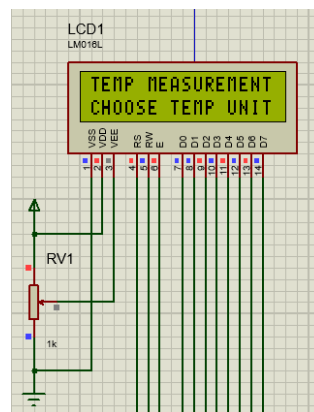 LCD1
LM016L
TEMP MEASUREMENT
CHOOSE TEMP UNIT
VSS VDD VEE RS RW E D0 D1 D2 D3 D4 D5 D6 D7
1 2 3 4 5 6 7 8 9 10 11 12 13 14
RV1
1k